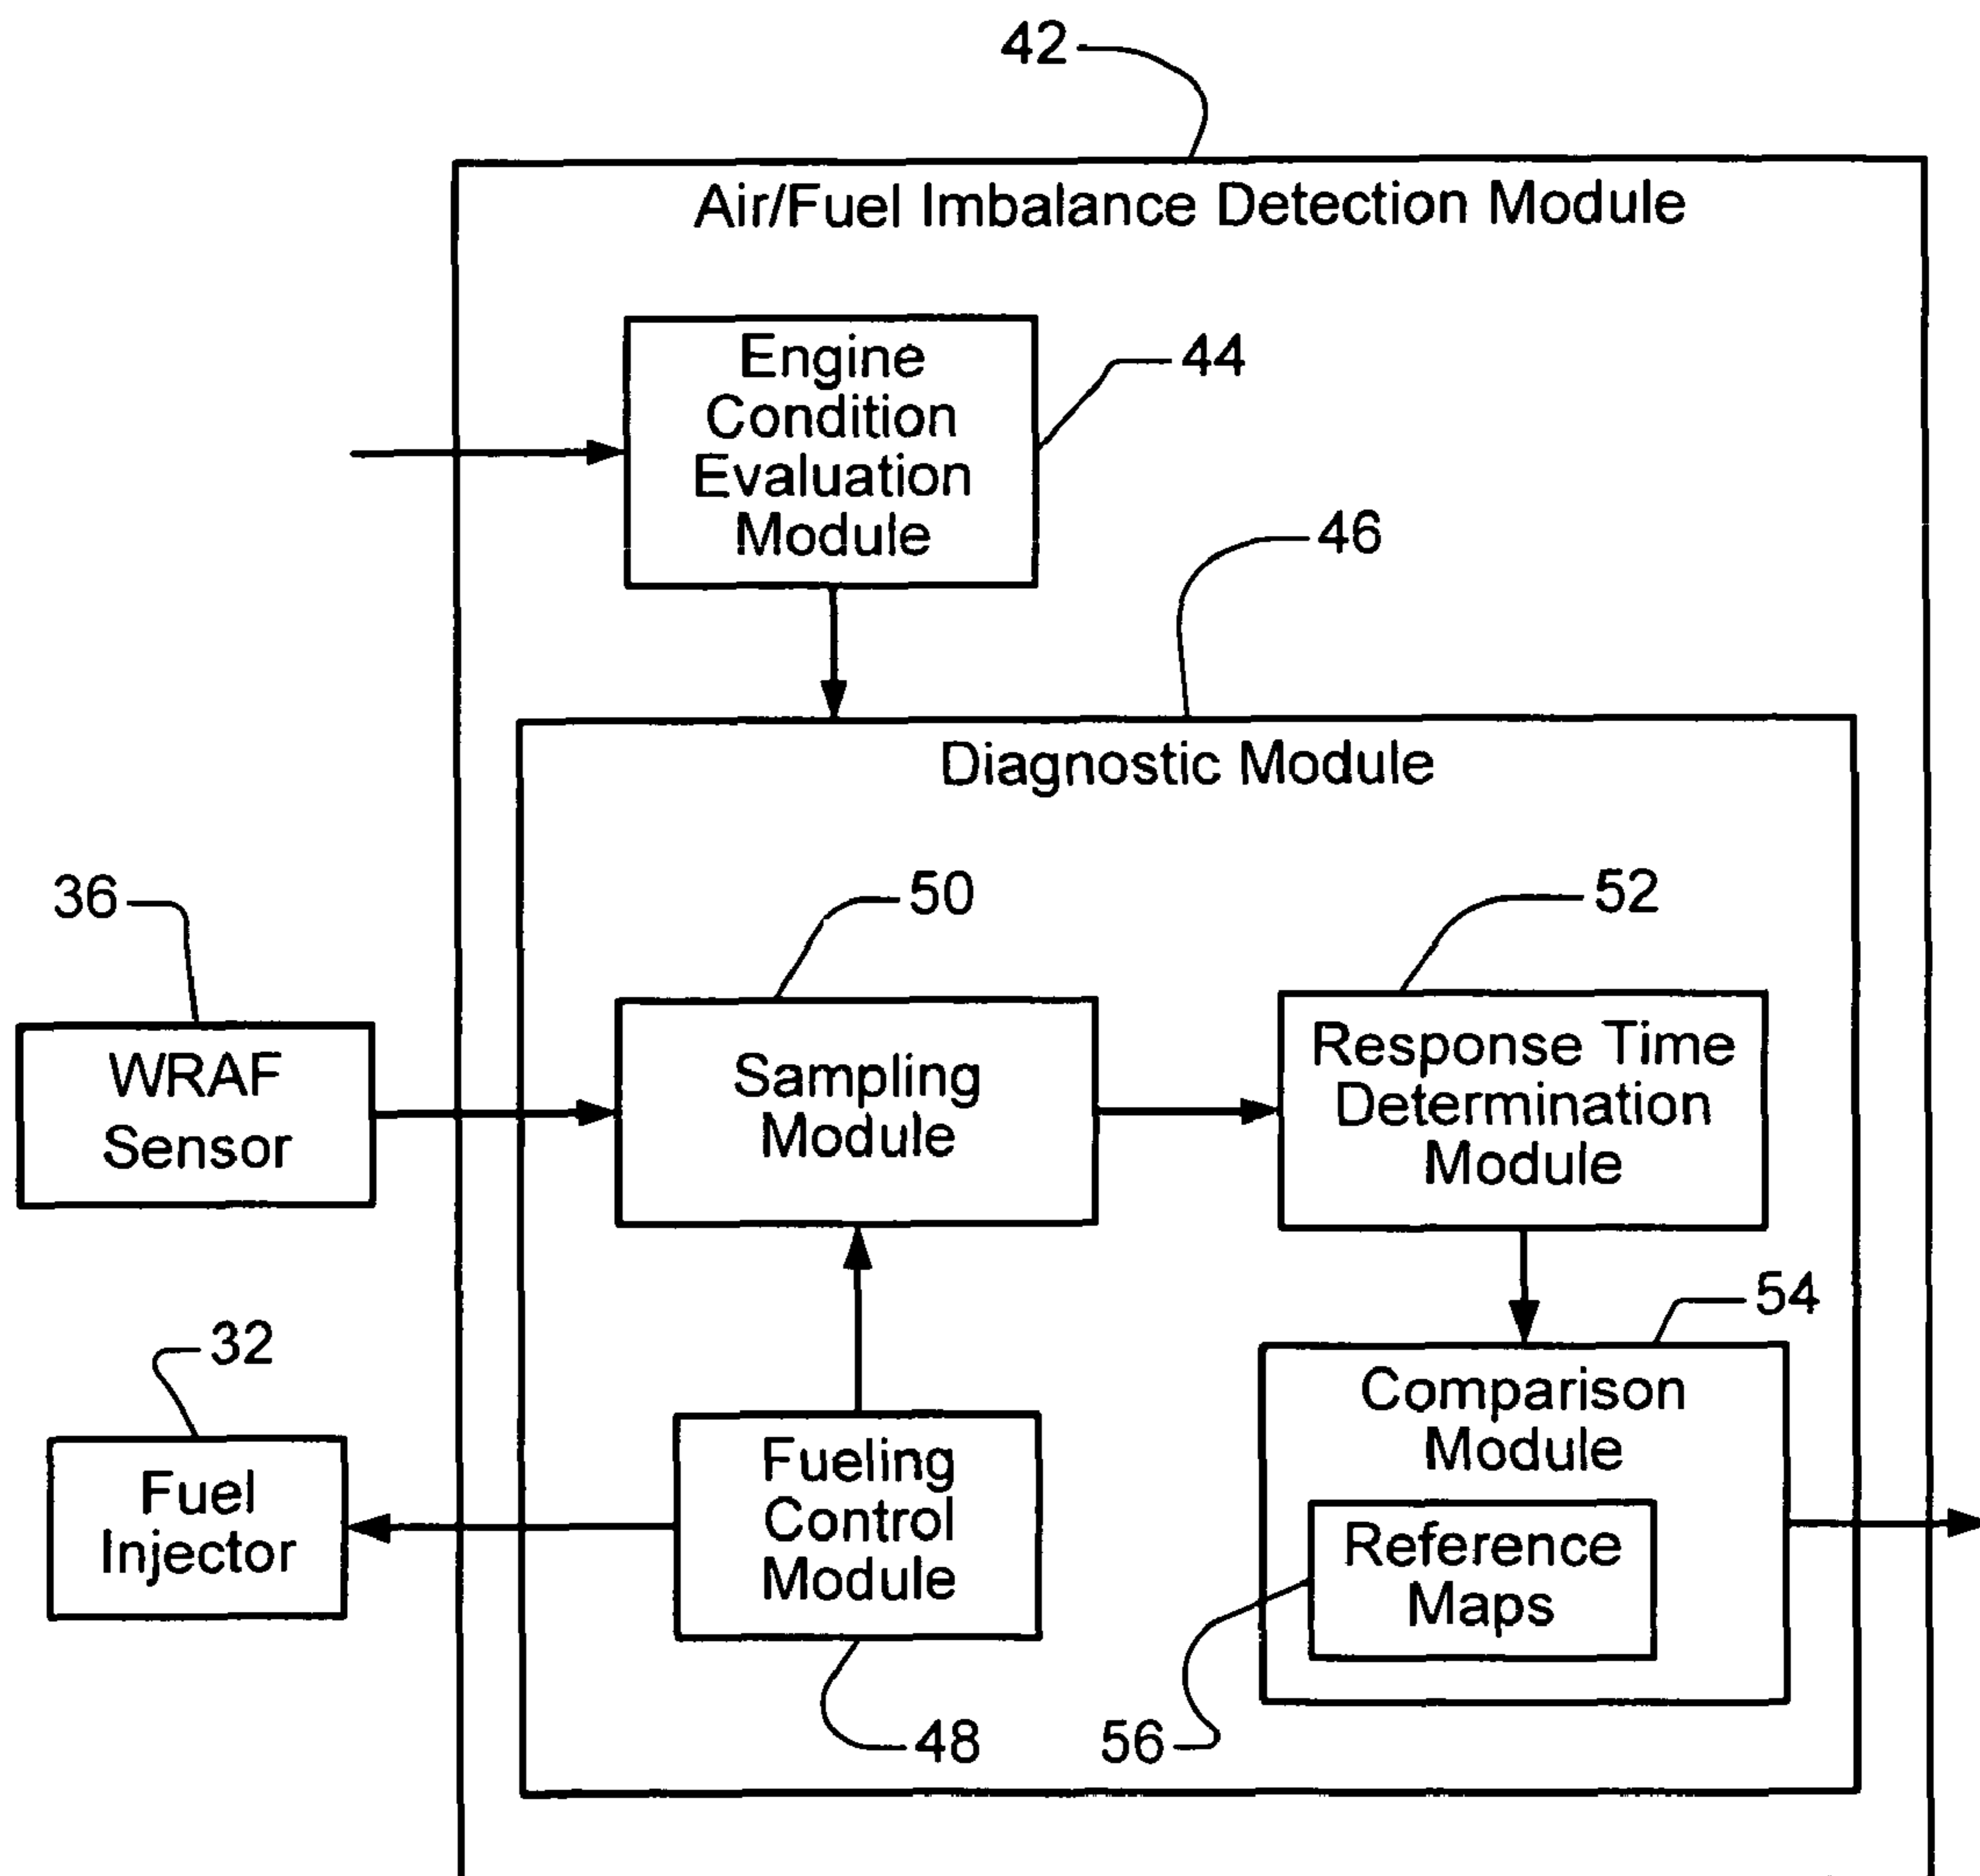 42
Air/Fuel Imbalance Detection Module
Engine
Condition
Evaluation
Module
44
46
Diagnostic Module
36
50
52
WRAF
Sensor
Sampling
Module
Response Time
Determination
Module
32
54
Fuel
Injector
Fueling
Control
Module
Comparison
Module
Reference
Maps
48
56